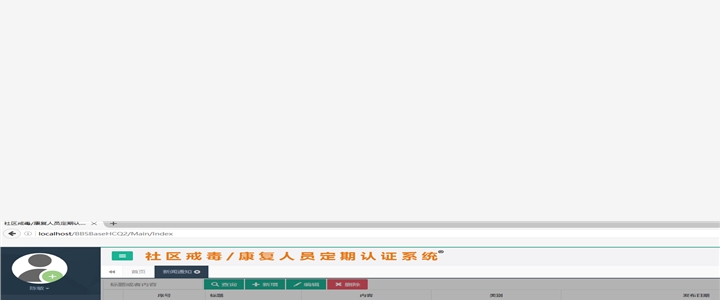 社区戒毒/康复人员定期认...
localhost/BBSBaseHCQ2/Main/Index
社区戒毒/康复人员定期认证系统®
首页 新闻通知
标题或者内容 查询 新增 编辑 删除
序号 标题 内容 类别 发布日期